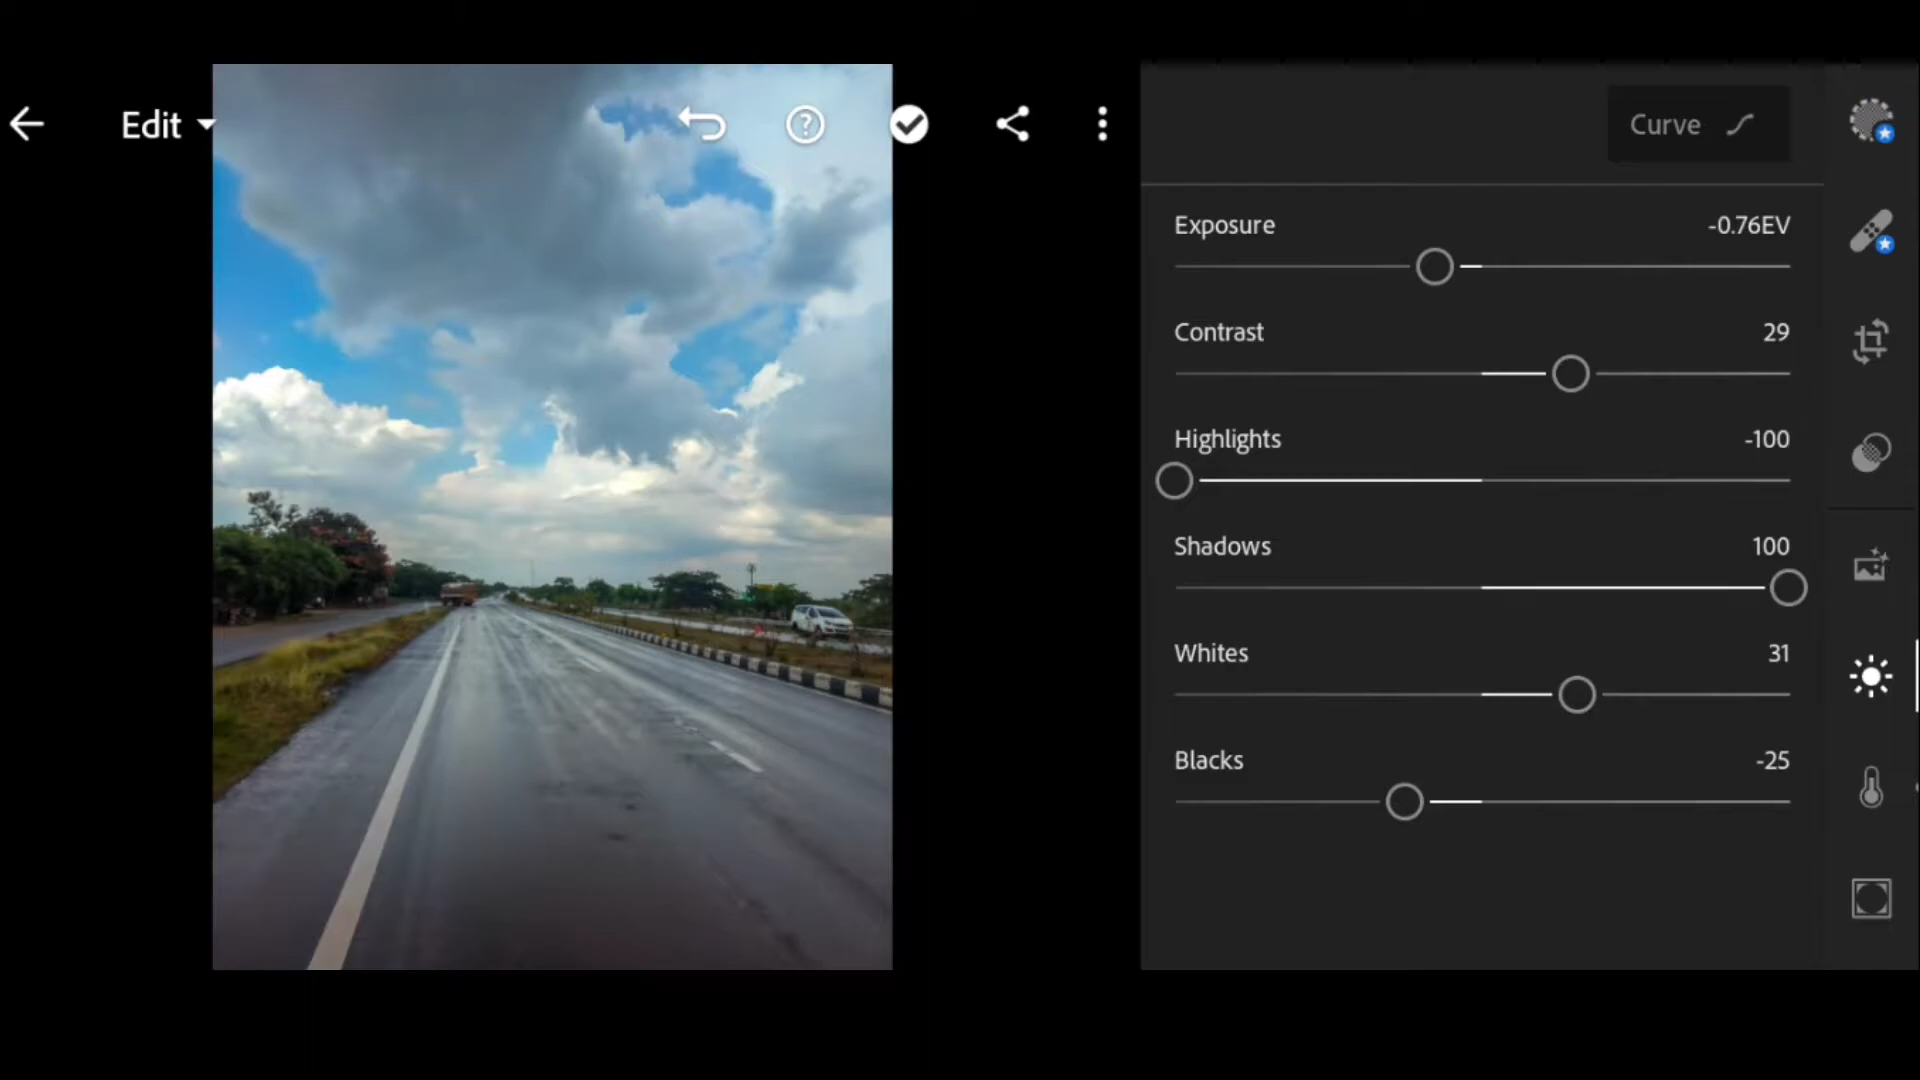 Edit
Curve
Exposure -0.76EV
Contrast 29
Highlights -100
Shadows 100
Whites 31
Blacks -25